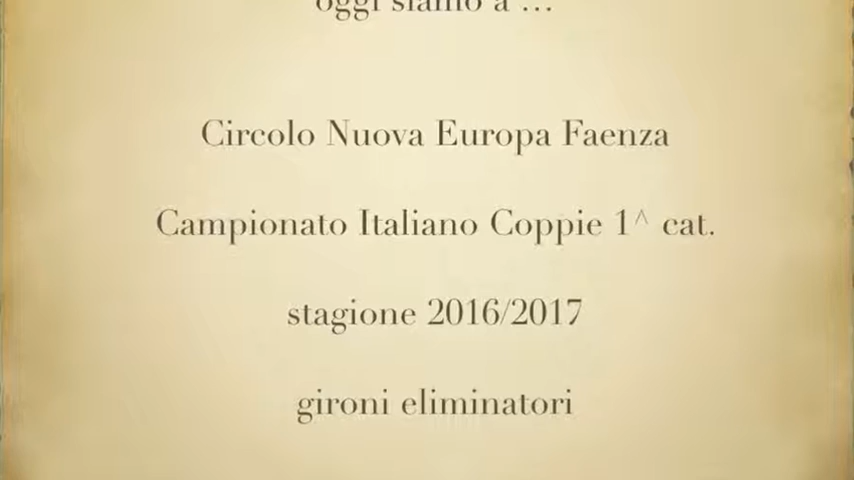 oggi siamo a ...
Circolo Nuova Europa Faenza
Campionato Italiano Coppie 1^ cat.
stagione 2016/2017
gironi eliminatori